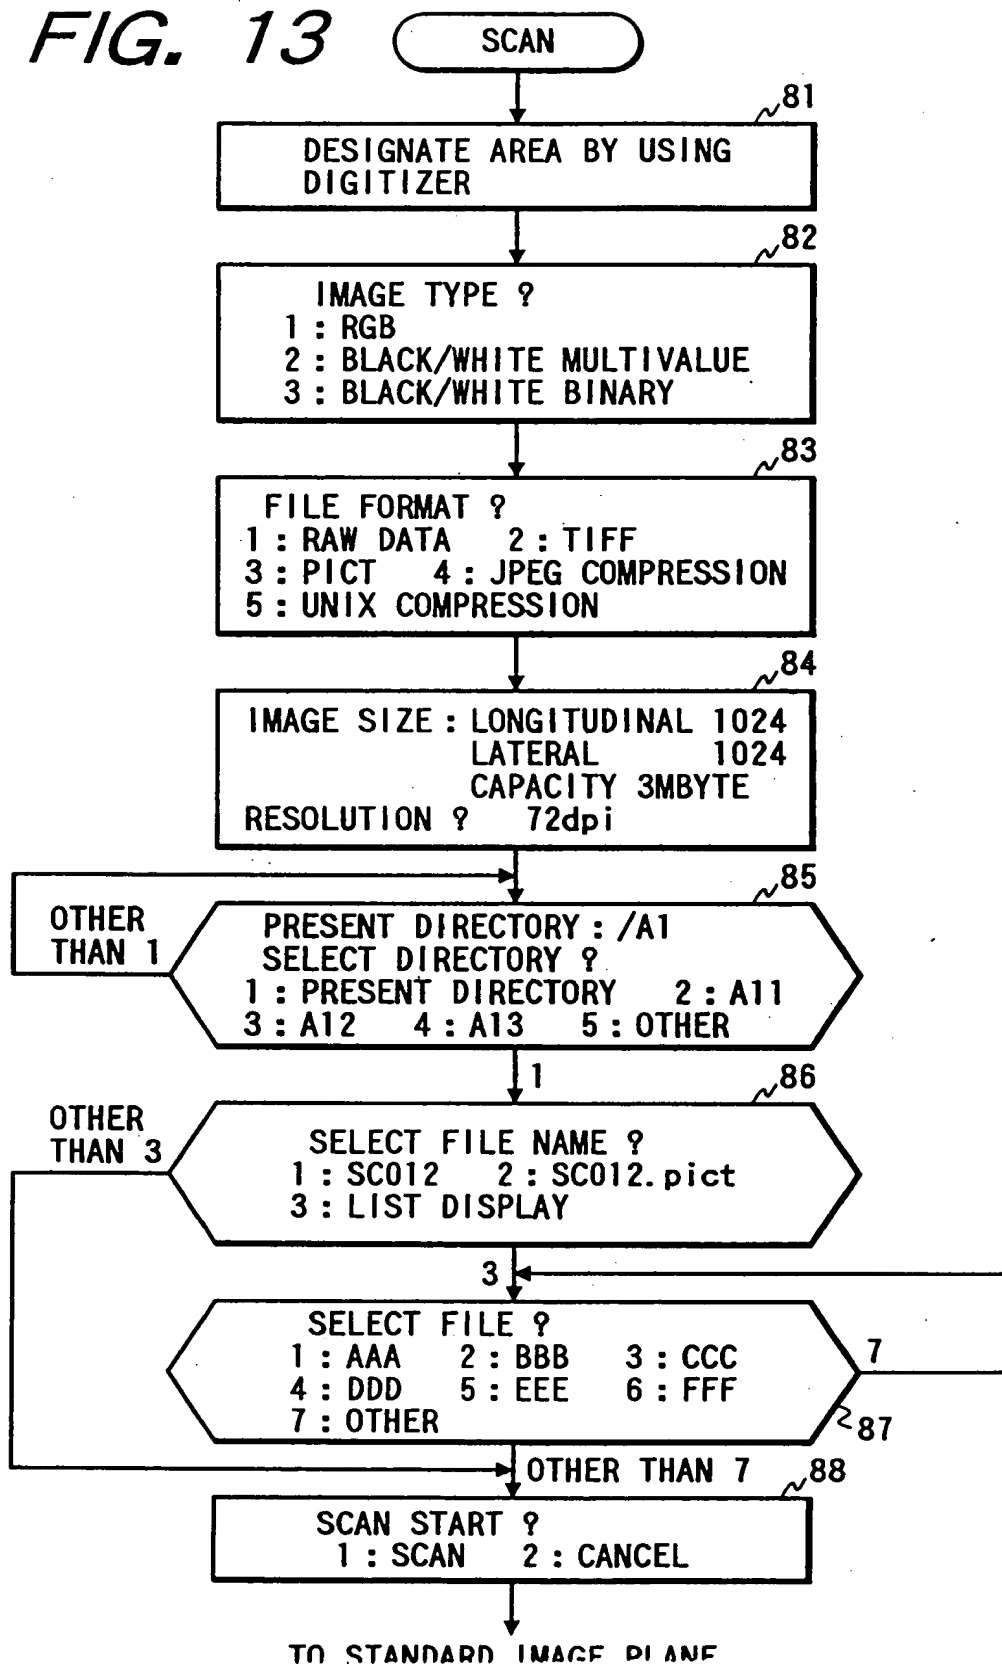 FIG. 13
SCAN
81
DESIGNATE AREA BY USING
DIGITIZER
82
IMAGE TYPE ?
1 : RGB
2 : BLACK/WHITE MULTIVALUE
3 : BLACK/WHITE BINARY
83
FILE FORMAT ?
1 : RAW DATA 2 : TIFF
3 : PICT 4 : JPEG COMPRESSION
5 : UNIX COMPRESSION
84
IMAGE SIZE : LONGITUDINAL 1024
LATERAL 1024
CAPACITY 3MBYTE
RESOLUTION ? 72dpi
85
OTHER
THAN 1
PRESENT DIRECTORY : /A1
SELECT DIRECTORY ?
1 : PRESENT DIRECTORY 2 : A11
3 : A12 4 : A13 5 : OTHER
1
86
OTHER
THAN 3
SELECT FILE NAME ?
1 : SC012 2 : SC012.pict
3 : LIST DISPLAY
3
SELECT FILE ?
1 : AAA 2 : BBB 3 : CCC
4 : DDD 5 : EEE 6 : FFF
7 : OTHER
7
87
OTHER THAN 7
88
SCAN START ?
1 : SCAN 2 : CANCEL
TO STANDARD IMAGE PLANE